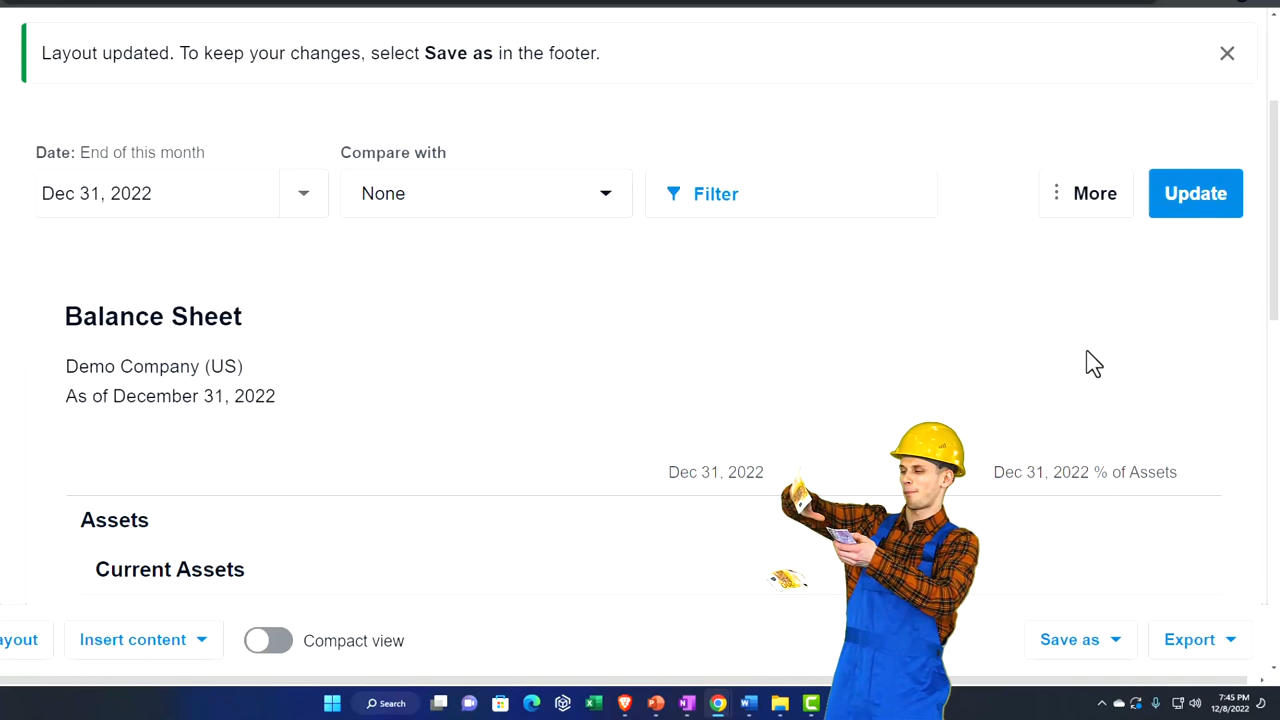 Layout updated. To keep your changes, select Save as in the footer.
Date: End of this month
Compare with
Dec 31, 2022
None
Filter
More
Update
Balance Sheet
Demo Company (US)
As of December 31, 2022
Dec 31, 2022
Dec 31, 2022 % of Assets
Assets
Current Assets
ayout
Insert content
Compact view
Save as
Export
Search
7:45 PM
12/8/2022